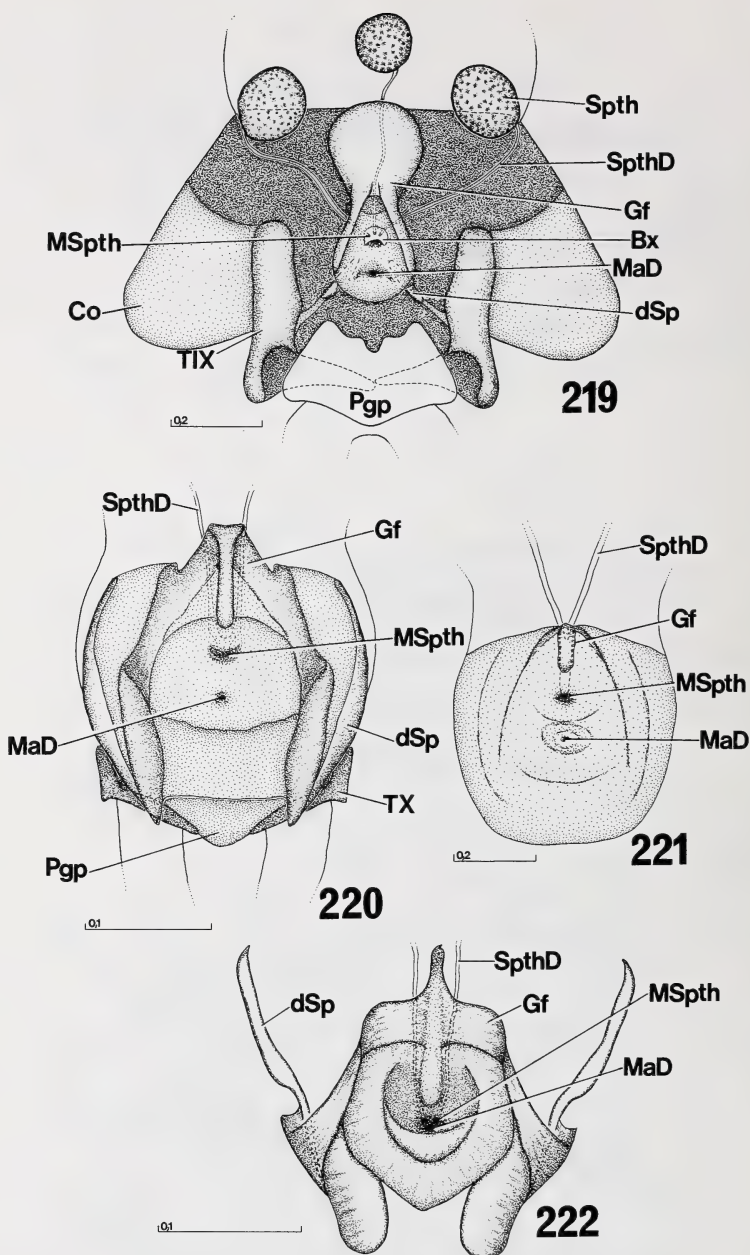 Spth
SpthD
Gf
MSpth
Bx
MaD
Co
dSp
TIX
Pgp
219
0,2
SpthD
Gf
MSpth
MaD
dSp
TX
Pgp
220
0,1
SpthD
Gf
MSpth
MaD
221
0,2
SpthD
dSp
Gf
MSpth
MaD
0,1
222